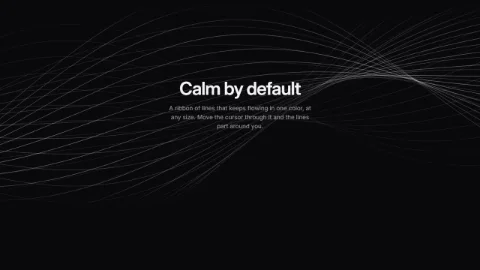 Calm by default
A ribbon of lines that keeps flowing in one color, at
any size. Move the cursor through it and the lines
part around you.